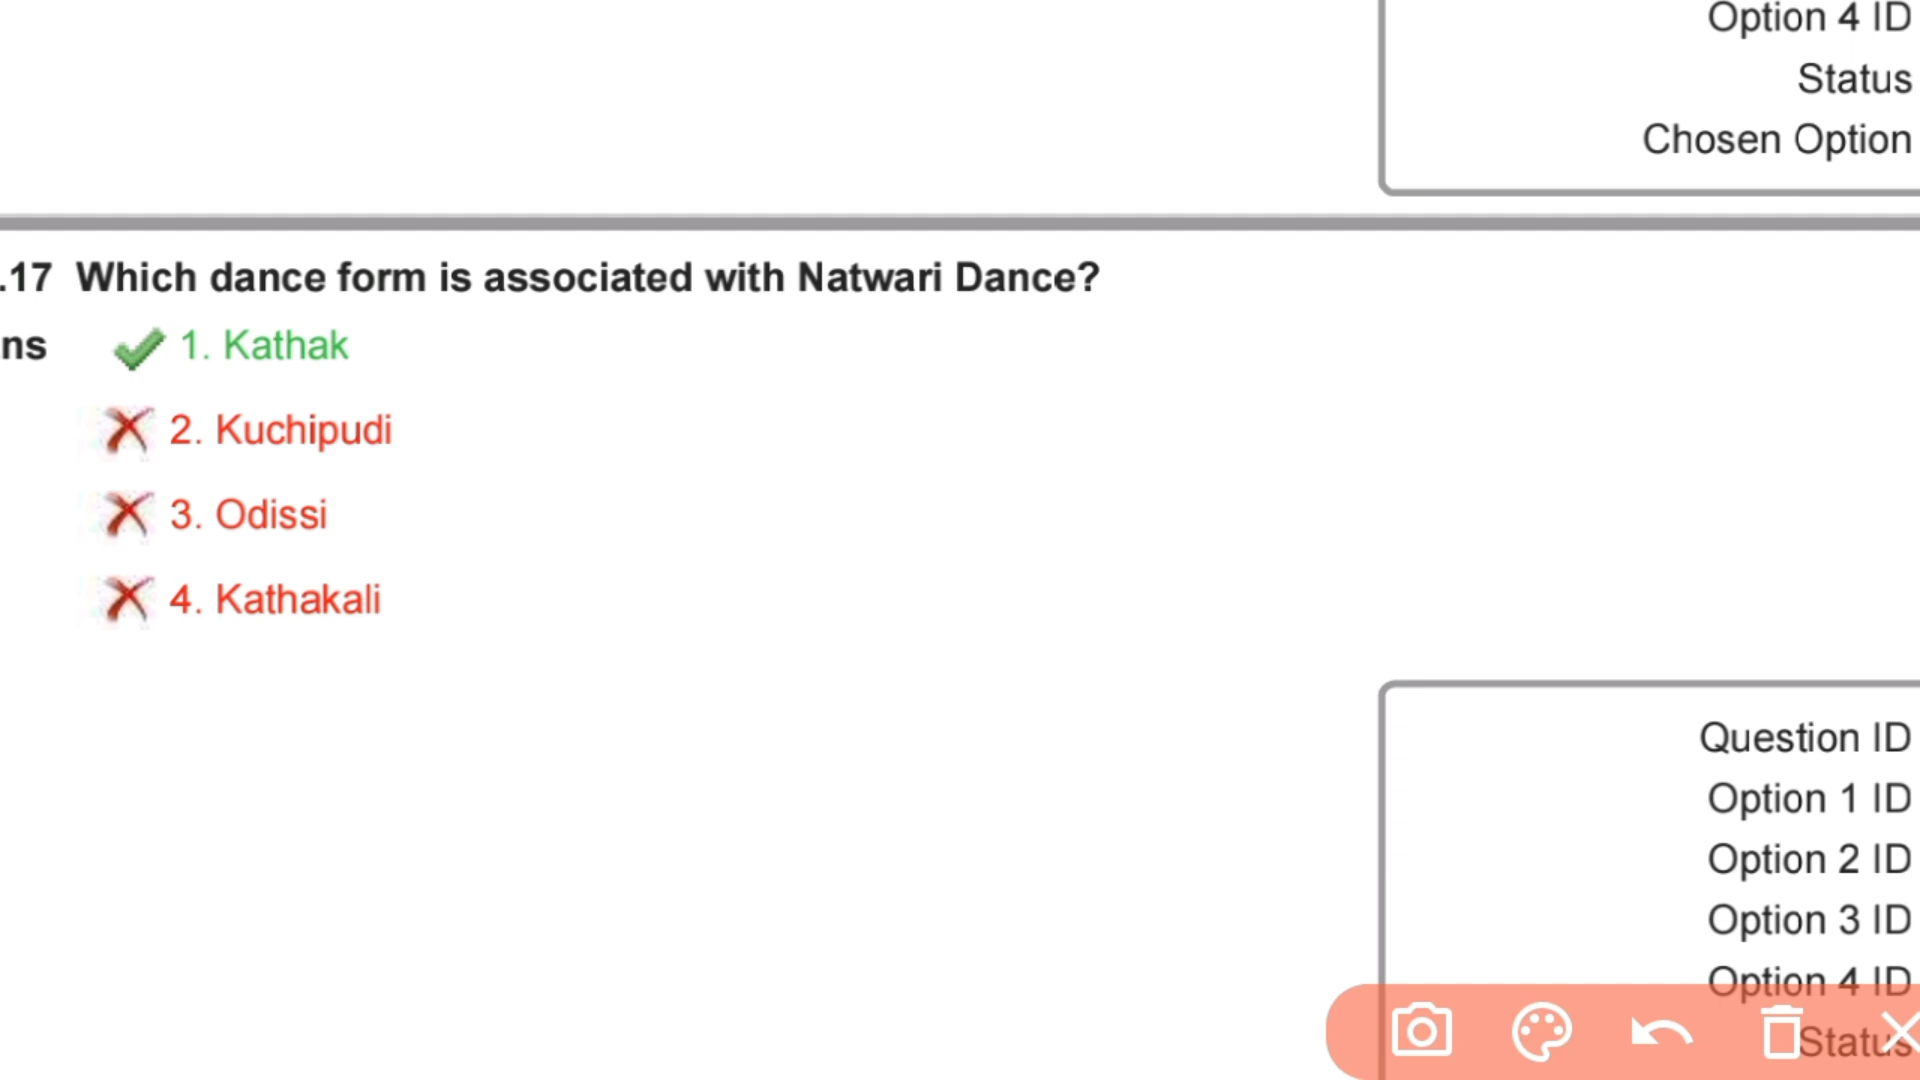 Option 4 ID
Status
Chosen Option
.17 Which dance form is associated with Natwari Dance?
ns 1. Kathak
2. Kuchipudi
3. Odissi
4. Kathakali
Question ID
Option 1 ID
Option 2 ID
Option 3 ID
Option 4 ID
Status